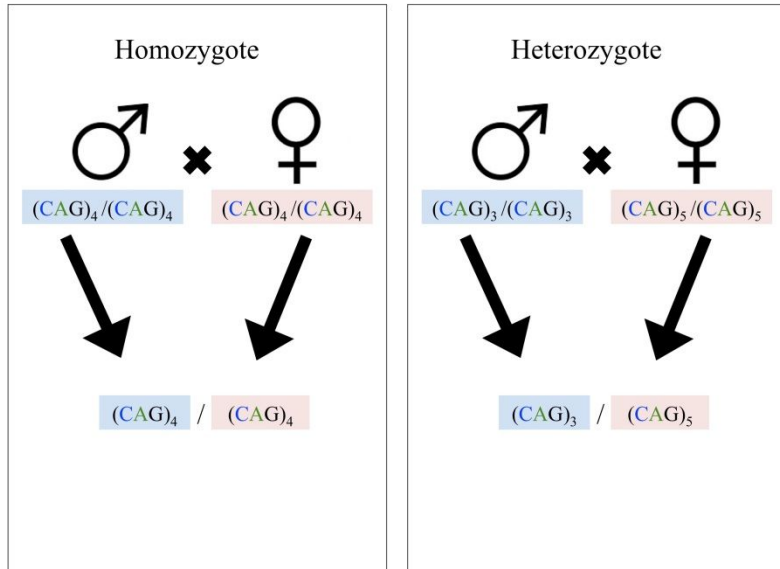 Homozygote
(CAG)₄/(CAG)₄ (CAG)₄/(CAG)₄
(CAG)₄ / (CAG)₄
Heterozygote
(CAG)₃/(CAG)₃ (CAG)₅/(CAG)₅
(CAG)₃ / (CAG)₅